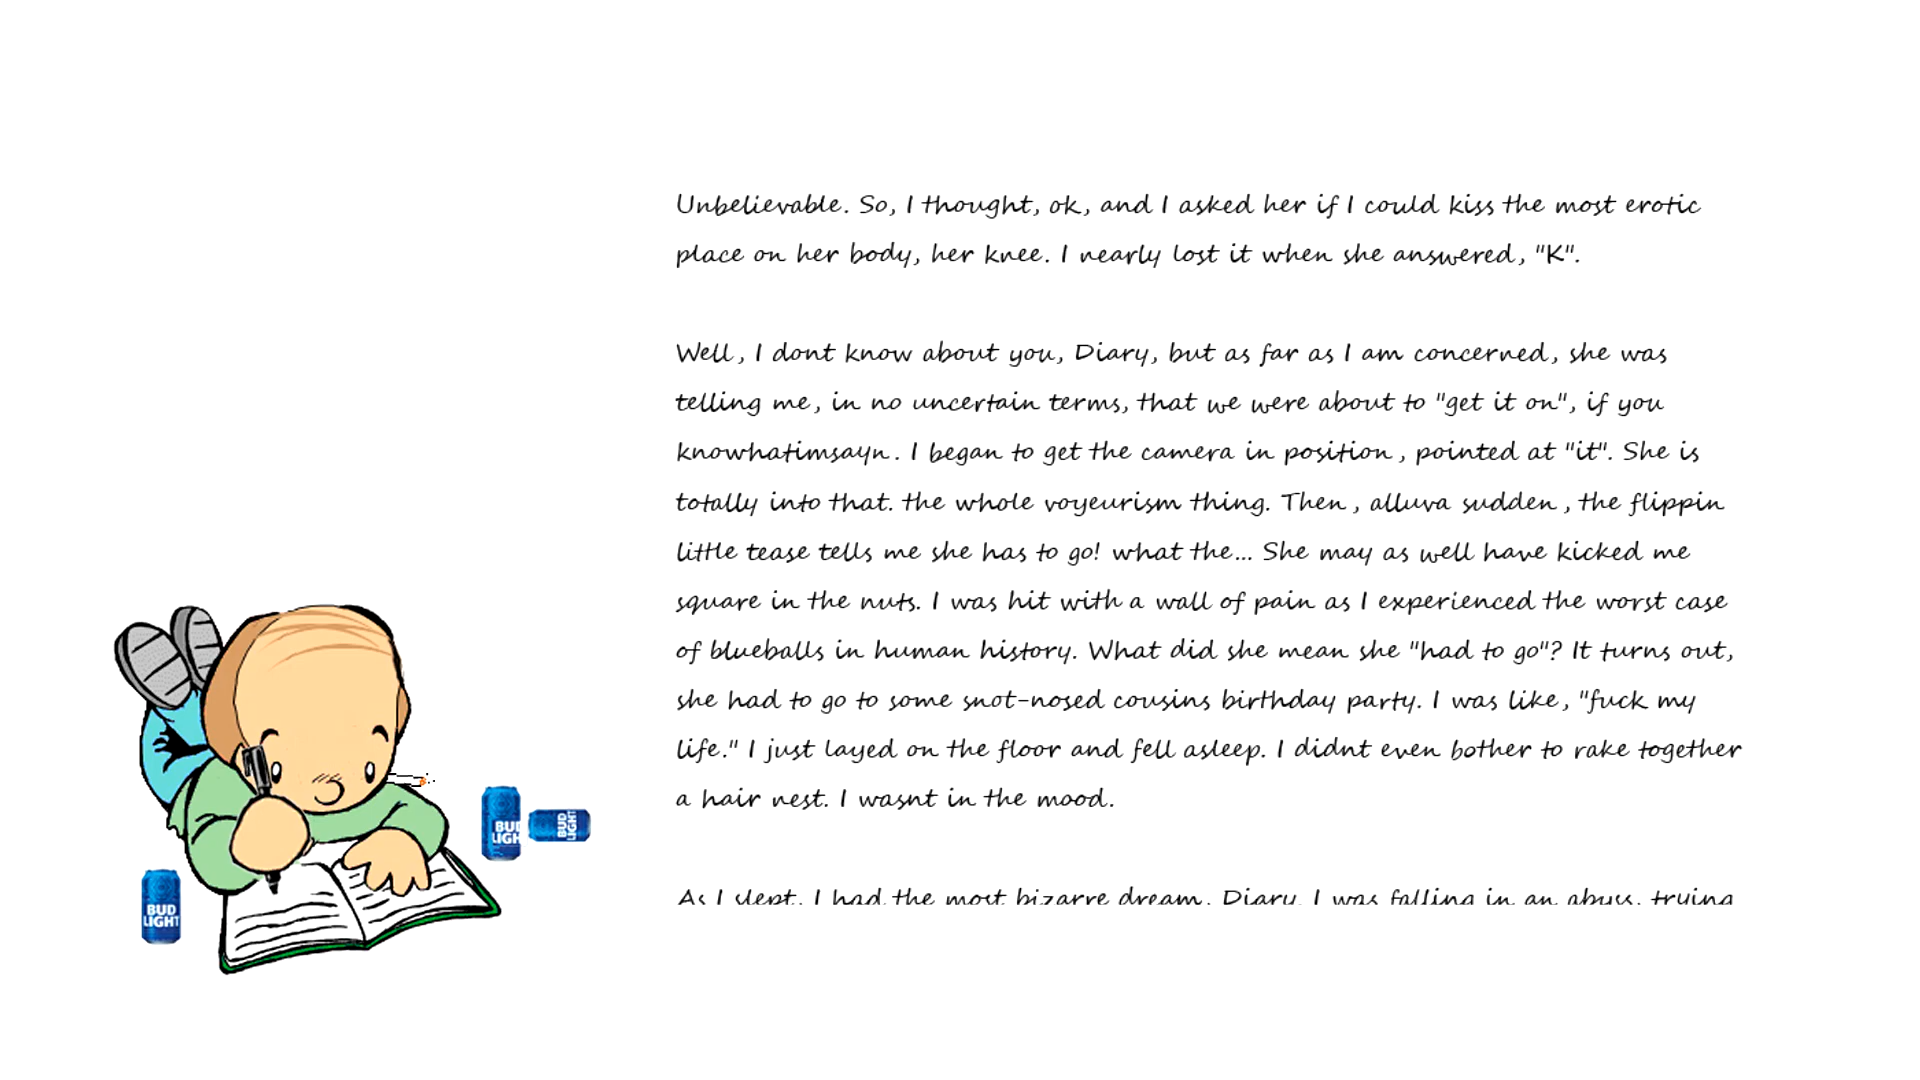 Unbelievable. So, I thought, ok, and I asked her if I could kiss the most erotic
place on her body, her knee. I nearly lost it when she answered, "K".
Well, I dont know about you, Diary, but as far as I am concerned, she was
telling me, in no uncertain terms, that we were about to "get it on", if you
knowhatimsayn. I began to get the camera in position, pointed at "it". She is
totally into that. the whole voyeurism thing. Then, alluva sudden, the flippin
little tease tells me she has to go! what the... She may as well have kicked me
square in the nuts. I was hit with a wall of pain as I experienced the worst case
of blueballs in human history. What did she mean she "had to go"? It turns out,
she had to go to some snot-nosed cousins birthday party. I was like, "fuck my
life." I just layed on the floor and fell asleep. I didnt even bother to rake together
a hair nest. I wasnt in the mood.
As I slept, I had the most bizarre dream, Diary. I was falling in an abyss, trying
BUD
LIGHT
BUD
LIGHT
BUD
LIGHT